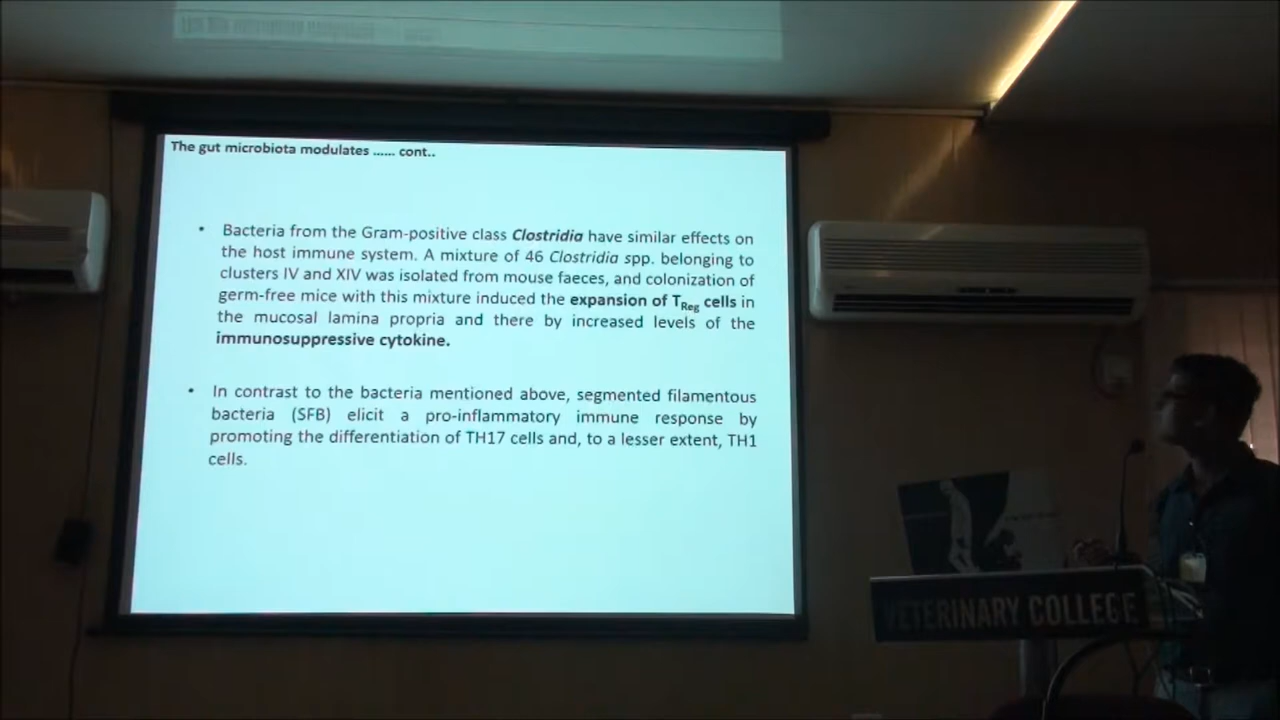 The gut microbiota modulates ...... cont..
• Bacteria from the Gram-positive class Clostridia have similar effects on
the host immune system. A mixture of 46 Clostridia spp. belonging to
clusters IV and XIV was isolated from mouse faeces, and colonization of
germ-free mice with this mixture induced the expansion of TReg cells in
the mucosal lamina propria and there by increased levels of the
immunosuppressive cytokine.
• In contrast to the bacteria mentioned above, segmented filamentous
bacteria (SFB) elicit a pro-inflammatory immune response by
promoting the differentiation of TH17 cells and, to a lesser extent, TH1
cells.
VETERINARY COLLEGE